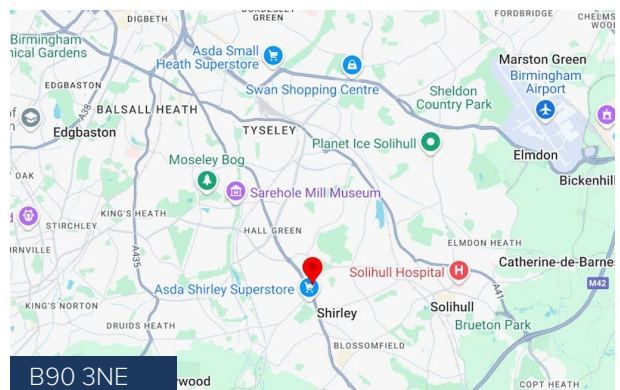 BORDESLEY
GREEN
FORDBRIDGE
CHELMS
WOOD
DIGBETH
Birmingham
nical Gardens
Asda Small
Heath Superstore
Swan Shopping Centre
Marston Green
Birmingham
Airport
EDGBASTON
A38
BALSALL HEATH
Sheldon
Country Park
of
Edgbaston
TYSELEY
Planet Ice Solihull
Elmdon
Moseley Bog
OAK
Sarehole Mill Museum
Bickenhill
KING'S HEATH
d
STIRCHLEY
HALL GREEN
RNVILLE
A435
ELMDON HEATH
Catherine-de-Barnes
Solihull Hospital
H
A41
M42
Asda Shirley Superstore
KING'S NORTON
Shirley
Solihull
DRUIDS HEATH
Brueton Park
BLOSSOMFIELD
B90 3NE
wood
COPT HEATH